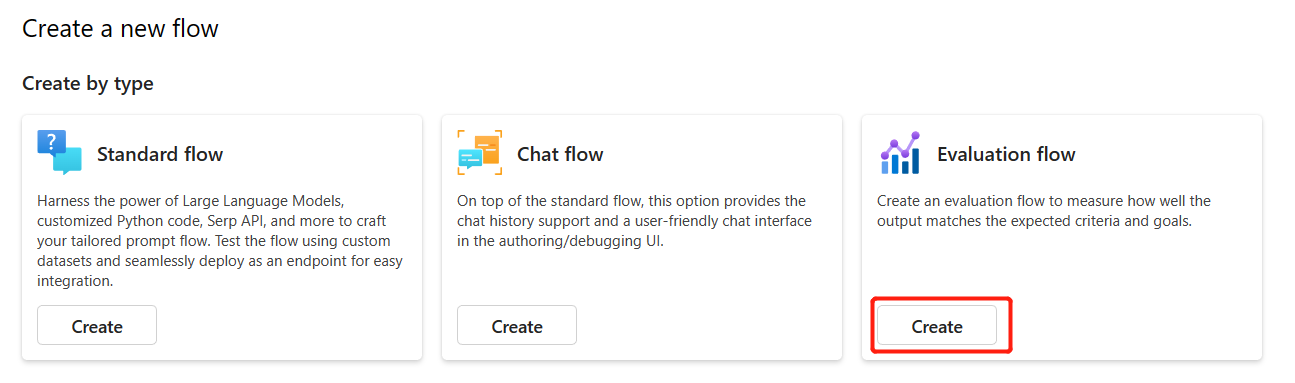 Create a new flow
Create by type
?
Standard flow
Harness the power of Large Language Models,
customized Python code, Serp API, and more to craft
your tailored prompt flow. Test the flow using custom
datasets and seamlessly deploy as an endpoint for easy
integration.
Create
Chat flow
On top of the standard flow, this option provides the
chat history support and a user-friendly chat interface
in the authoring/debugging UI.
Create
Evaluation flow
Create an evaluation flow to measure how well the
output matches the expected criteria and goals.
Create